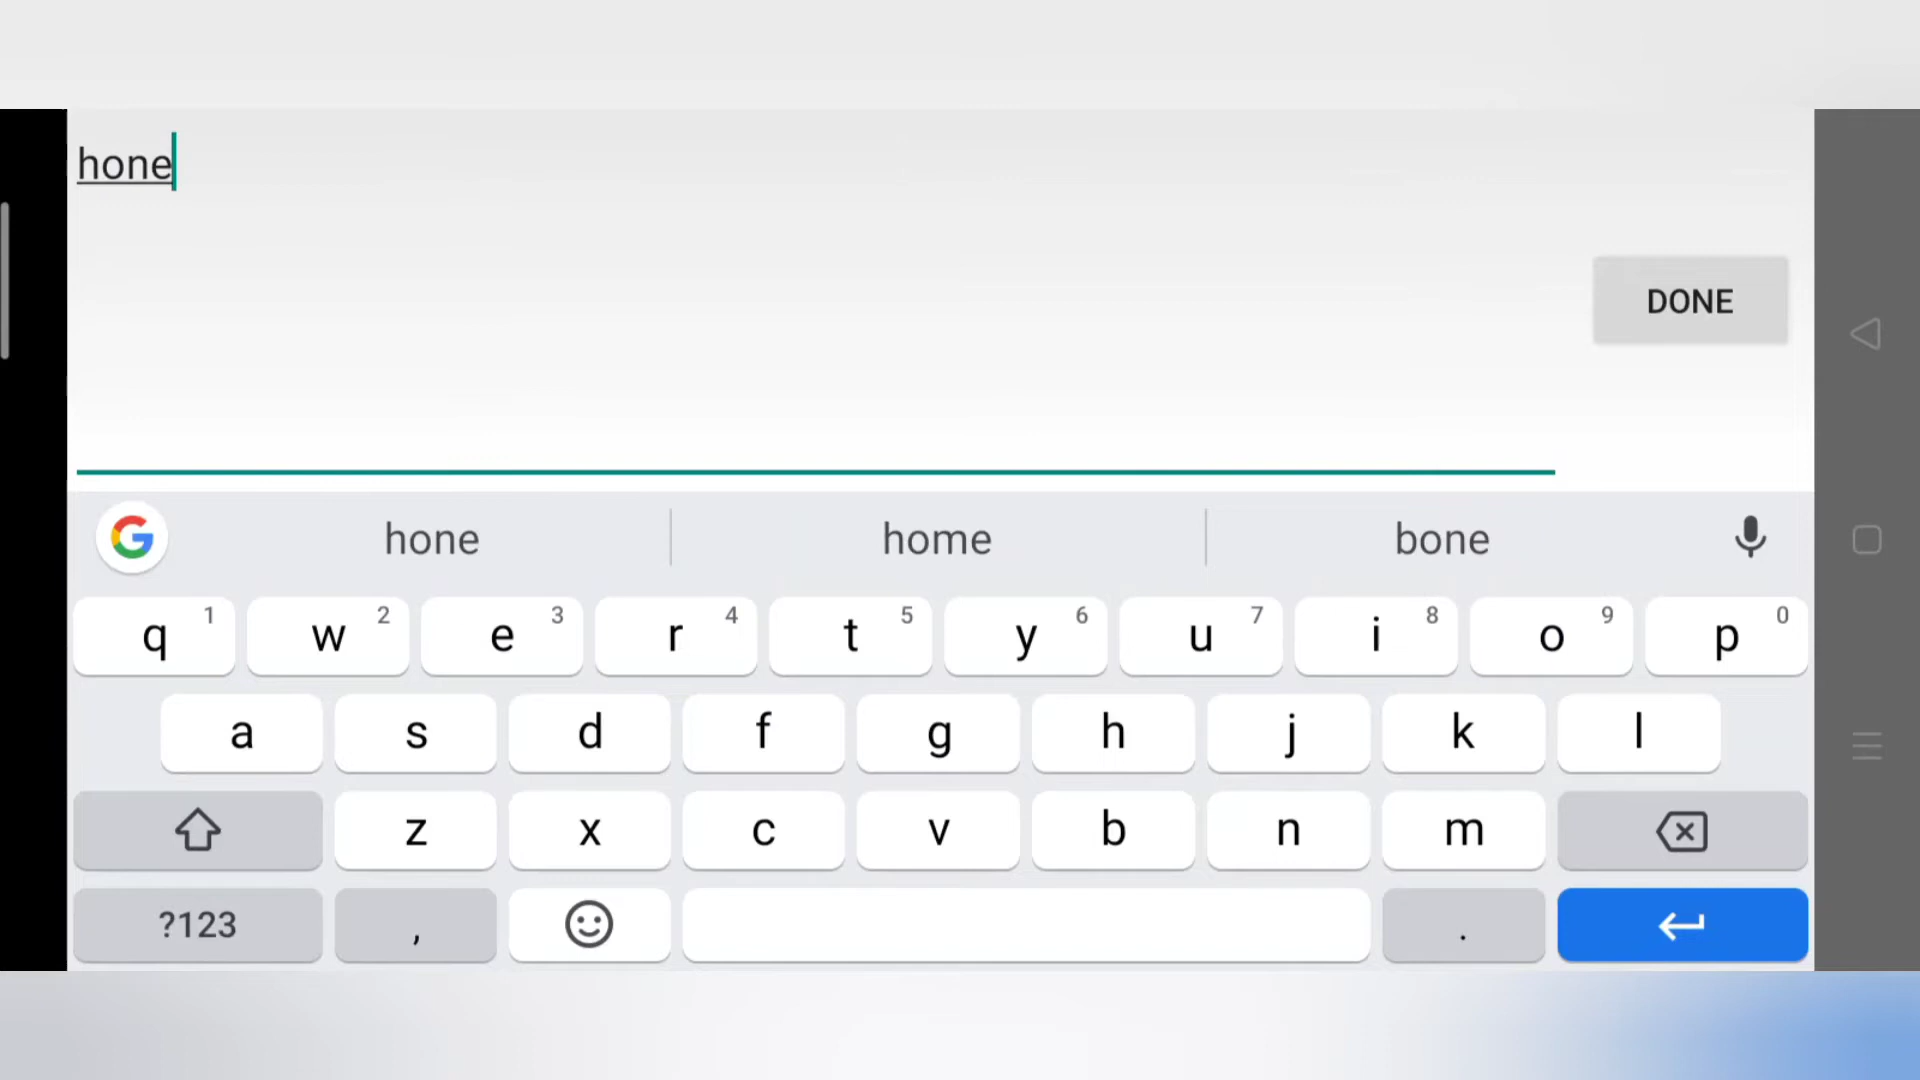 hone
DONE
hone home bone
q 1 w 2 e 3 r 4 t 5 y 6 u 7 i 8 o 9 p 0
a s d f g h j k l
z x c v b n m
?123 , .